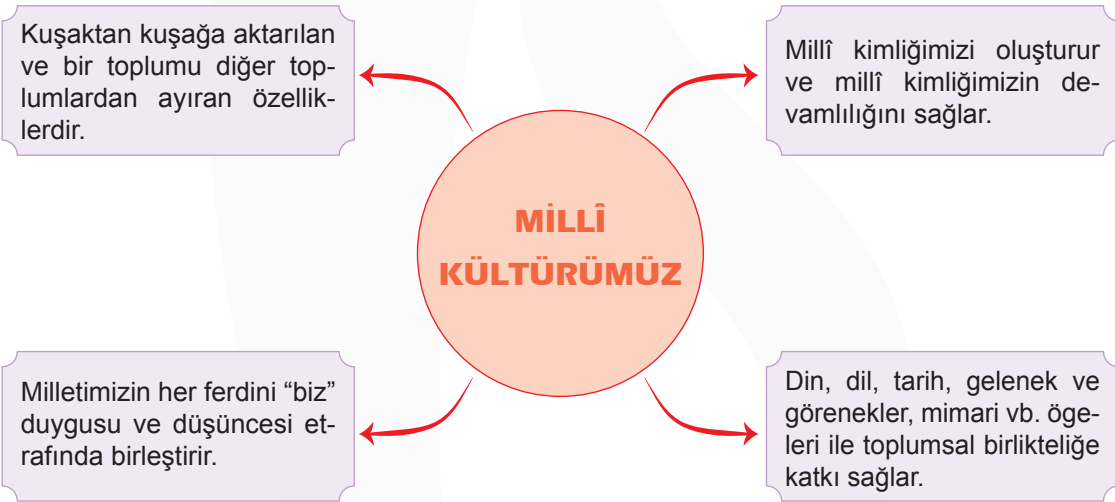 Kuşaktan kuşağa aktarılan
ve bir toplumu diğer top-
lumlardan ayıran özellik-
lerdir.
Millî kimliğimizi oluşturur
ve millî kimliğimizin de-
vamlılığını sağlar.
MİLLÎ
KÜLTÜRÜMÜZ
Milletimizin her ferdini “biz”
duygusu ve düşüncesi et-
rafında birleştirir.
Din, dil, tarih, gelenek ve
görenekler, mimari vb. öge-
leri ile toplumsal birlikteliğe
katkı sağlar.